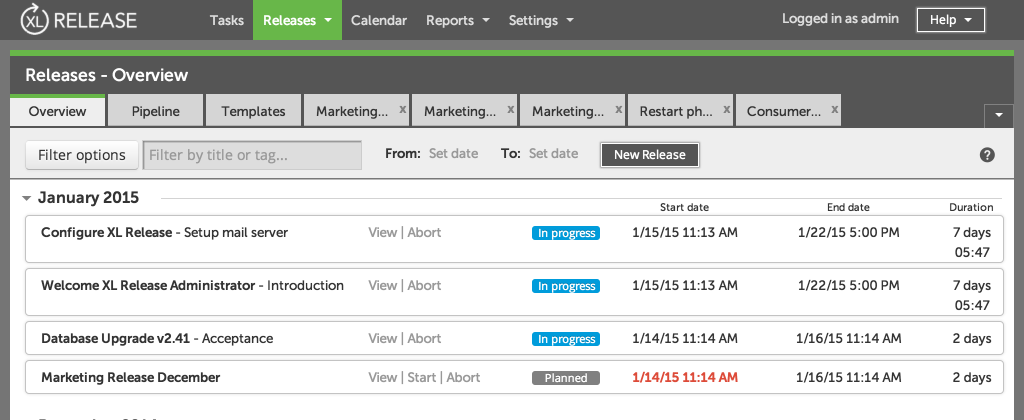 XL RELEASE Tasks Releases Calendar Reports Settings Logged in as admin Help
Releases - Overview
Overview Pipeline Templates Marketing... x Marketing... x Marketing... x Restart ph... x Consumer... x
Filter options Filter by title or tag... From: Set date To: Set date New Release ?
January 2015
Start date End date Duration
Configure XL Release - Setup mail server View | Abort In progress 1/15/15 11:13 AM 1/22/15 5:00 PM 7 days
05:47
Welcome XL Release Administrator - Introduction View | Abort In progress 1/15/15 11:13 AM 1/22/15 5:00 PM 7 days
05:47
Database Upgrade v2.41 - Acceptance View | Abort In progress 1/14/15 11:14 AM 1/16/15 11:14 AM 2 days
Marketing Release December View | Start | Abort Planned 1/14/15 11:14 AM 1/16/15 11:14 AM 2 days